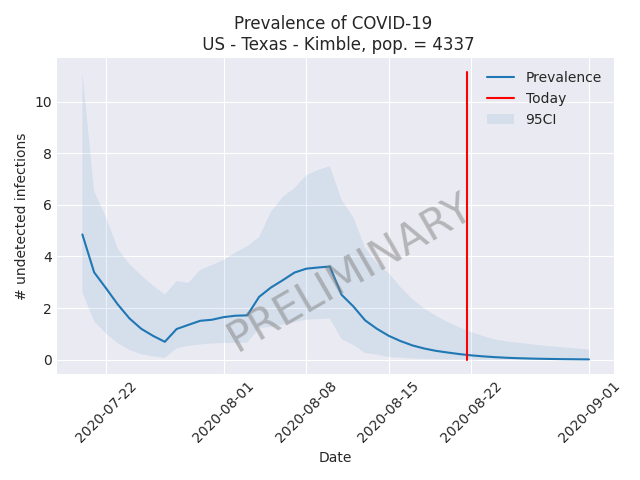 Prevalence of COVID-19
US - Texas - Kimble, pop. = 4337
# undetected infections
10
8
6
4
2
0
Prevalence
Today
95CI
PRELIMINARY
2020-07-22
2020-08-01
2020-08-08
2020-08-15
2020-08-22
2020-09-01
Date